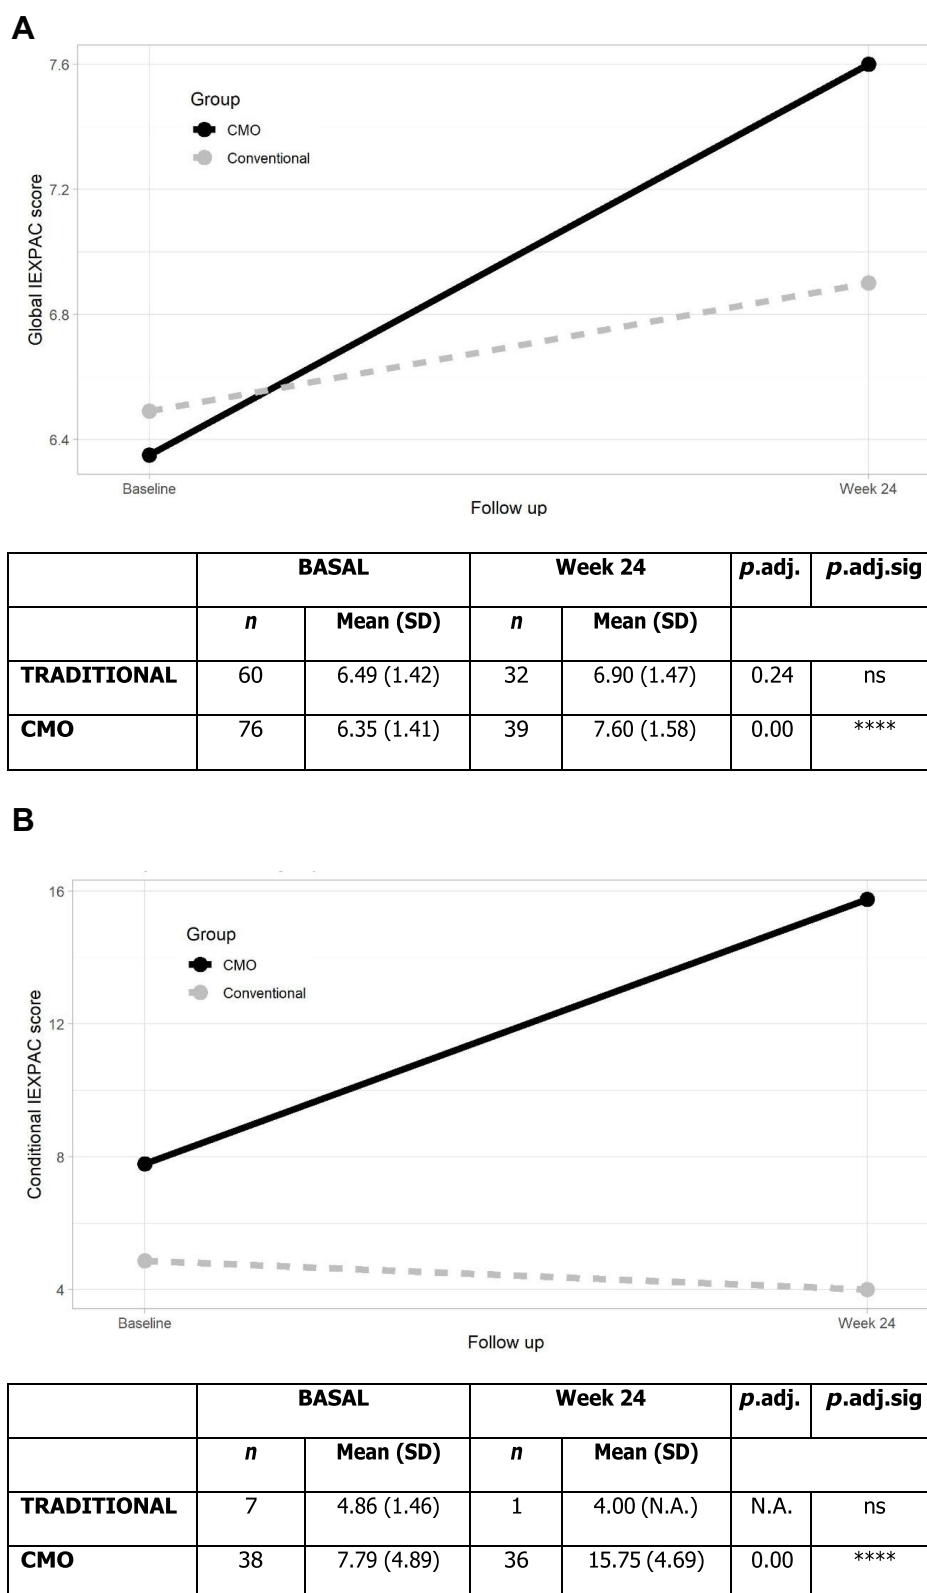 A
7.6
7.2
6.8
6.4
Global IEXPAC score
Group
CMO
Conventional
Baseline
Week 24
Follow up
BASAL Week 24 p.adj. p.adj.sig
n Mean (SD) n Mean (SD)
TRADITIONAL 60 6.49 (1.42) 32 6.90 (1.47) 0.24 ns
CMO 76 6.35 (1.41) 39 7.60 (1.58) 0.00 ****
B
16
12
8
4
Conditional IEXPAC score
Group
CMO
Conventional
Baseline
Week 24
Follow up
BASAL Week 24 p.adj. p.adj.sig
n Mean (SD) n Mean (SD)
TRADITIONAL 7 4.86 (1.46) 1 4.00 (N.A.) N.A. ns
CMO 38 7.79 (4.89) 36 15.75 (4.69) 0.00 ****